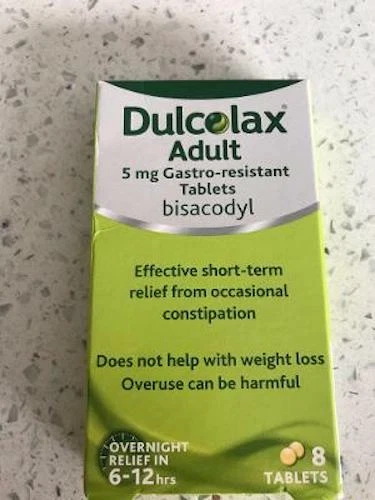 Dulcolax®
Adult
5 mg Gastro-resistant
Tablets
bisacodyl
Effective short-term
relief from occasional
constipation
Does not help with weight loss
Overuse can be harmful
OVERNIGHT
RELIEF IN
6-12hrs
8
TABLETS